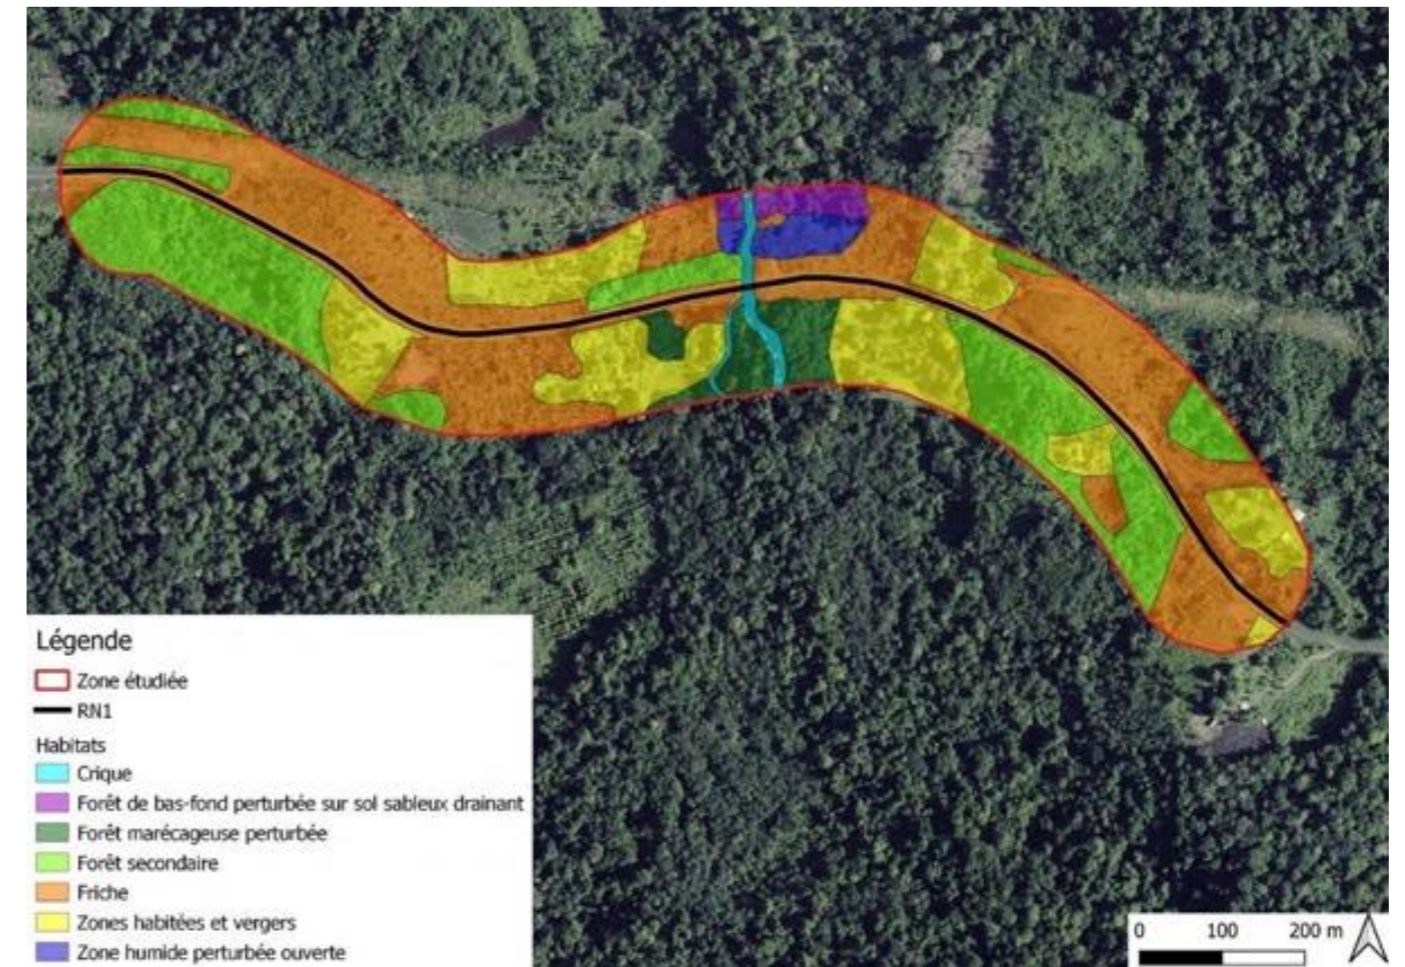 Légende
Zone étudiée
RN1
Habitats
Crique
Forêt de bas-fond perturbée sur sol sableux drainant
Forêt marécageuse perturbée
Forêt secondaire
Friche
Zones habitées et vergers
Zone humide perturbée ouverte
0 100 200 m